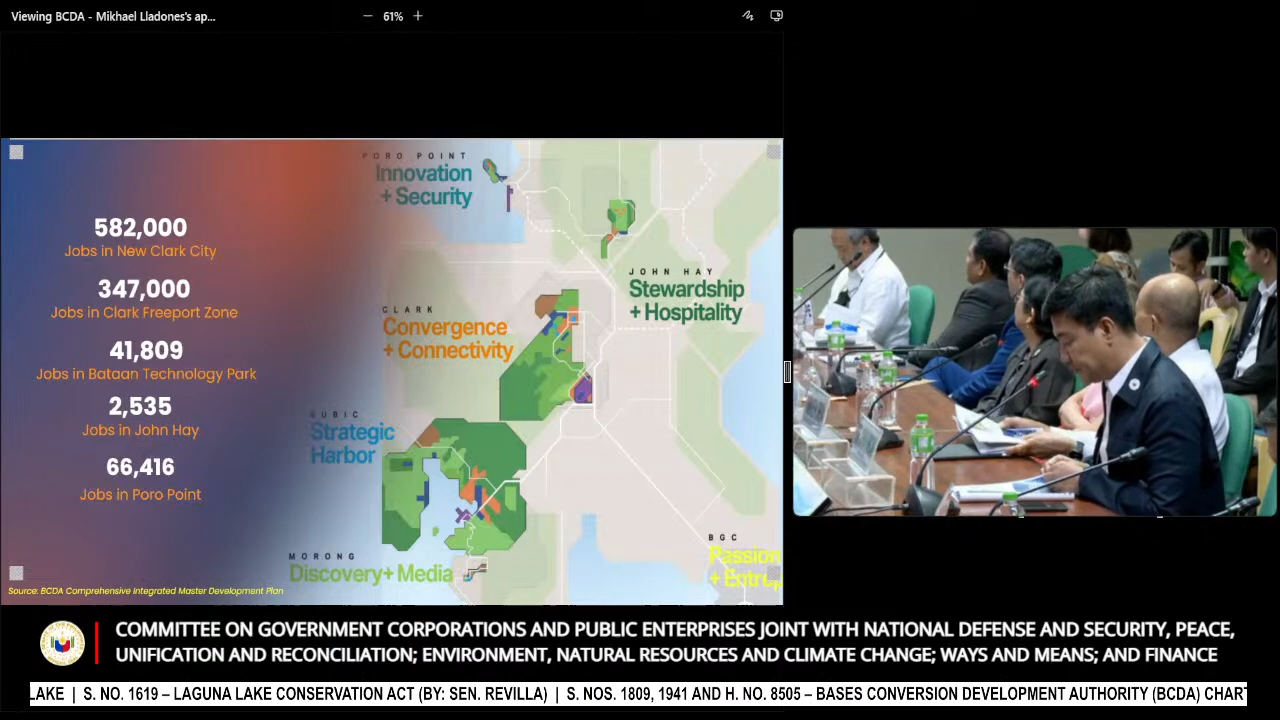 Viewing BCDA - Mikhael Lladones's ap...
61%
582,000
Jobs in New Clark City
347,000
Jobs in Clark Freeport Zone
41,809
Jobs in Bataan Technology Park
2,535
Jobs in John Hay
66,416
Jobs in Poro Point
Source: BCDA Comprehensive Integrated Master Development Plan
PORO POINT
Innovation
+ Security
JOHN HAY
Stewardship
+ Hospitality
CLARK
Convergence
+ Connectivity
SUBIC
Strategic
Harbor
MORONG
Discovery+ Media
BGC
Passion
+ Entrep
COMMITTEE ON GOVERNMENT CORPORATIONS AND PUBLIC ENTERPRISES JOINT WITH NATIONAL DEFENSE AND SECURITY, PEACE,
UNIFICATION AND RECONCILIATION; ENVIRONMENT, NATURAL RESOURCES AND CLIMATE CHANGE; WAYS AND MEANS; AND FINANCE
LAKE | S. NO. 1619 – LAGUNA LAKE CONSERVATION ACT (BY: SEN. REVILLA) | S. NOS. 1809, 1941 AND H. NO. 8505 – BASES CONVERSION DEVELOPMENT AUTHORITY (BCDA) CHART